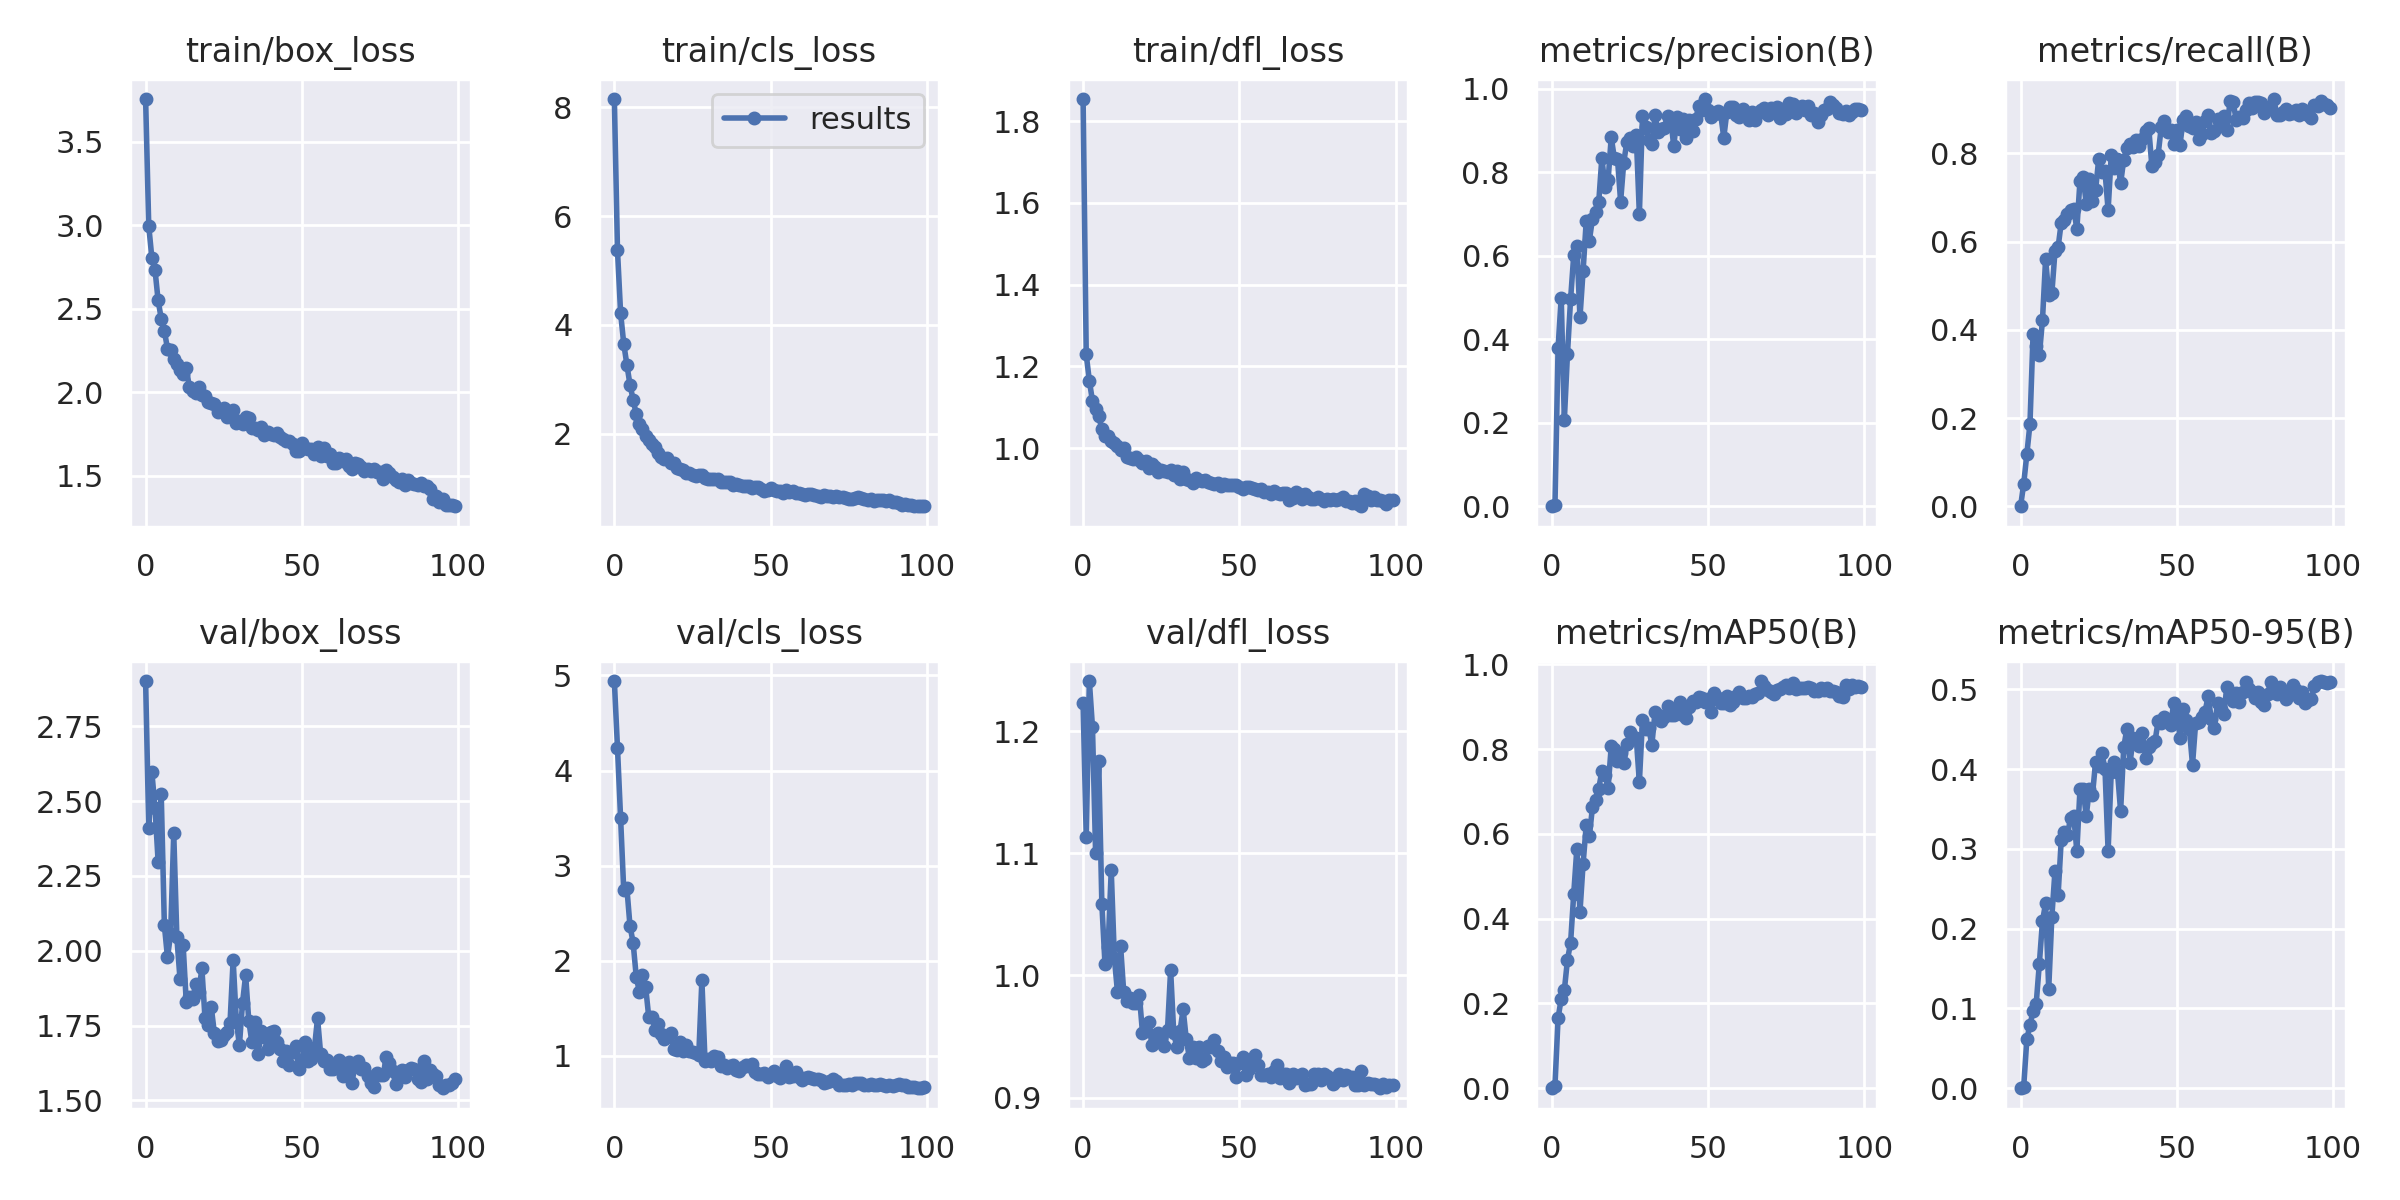 train/box_loss
train/cls_loss
train/dfl_loss
metrics/precision(B)
metrics/recall(B)
3.5
3.0
2.5
2.0
1.5
0 50 100
results
8
6
4
2
0 50 100
1.8
1.6
1.4
1.2
1.0
0 50 100
1.0
0.8
0.6
0.4
0.2
0.0
0 50 100
0.8
0.6
0.4
0.2
0.0
0 50 100
val/box_loss
val/cls_loss
val/dfl_loss
metrics/mAP50(B)
metrics/mAP50-95(B)
2.75
2.50
2.25
2.00
1.75
1.50
0 50 100
5
4
3
2
1
0 50 100
1.2
1.1
1.0
0.9
0 50 100
1.0
0.8
0.6
0.4
0.2
0.0
0 50 100
0.5
0.4
0.3
0.2
0.1
0.0
0 50 100